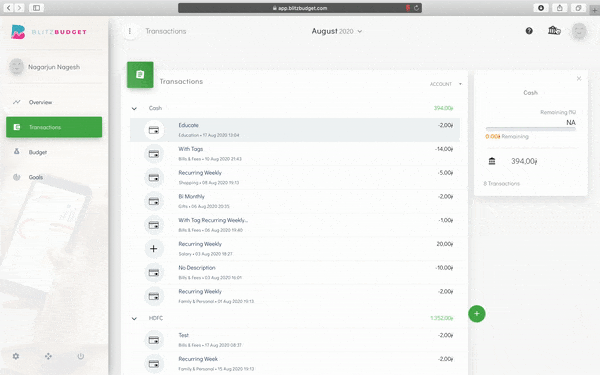 app.blitzbudget.com
BLITZBUDGET
Transactions
August 2020
Nagarjun Nagesh
Overview
Transactions
Budget
Goals
Transactions
ACCOUNT
Cash 394,00
Educate -2,00
Education • 17 Aug 2020 13:04
With Tags -14,00
Bills & Fees • 10 Aug 2020 21:43
Recurring Weekly -5,00
Shopping • 08 Aug 2020 19:13
Bi Monthly -2,00
Gifts • 06 Aug 2020 20:25
With Tag Recurring Weekly... -1,00
Bills & Fees • 06 Aug 2020 19:40
Recurring Weekly 20,00
Salary • 03 Aug 2020 18:27
No Description -10,00
Bills & Fees • 03 Aug 2020 16:01
Recurring Weekly -2,00
Family & Personal • 01 Aug 2020 19:13
HDFC 1.352,00
Test -2,00
Bills & Fees • 17 Aug 2020 08:37
Recurring Week -2,00
Family & Personal • 15 Aug 2020 19:13
Cash
Remaining (%)
NA
0,00 Remaining
394,00
8 Transactions